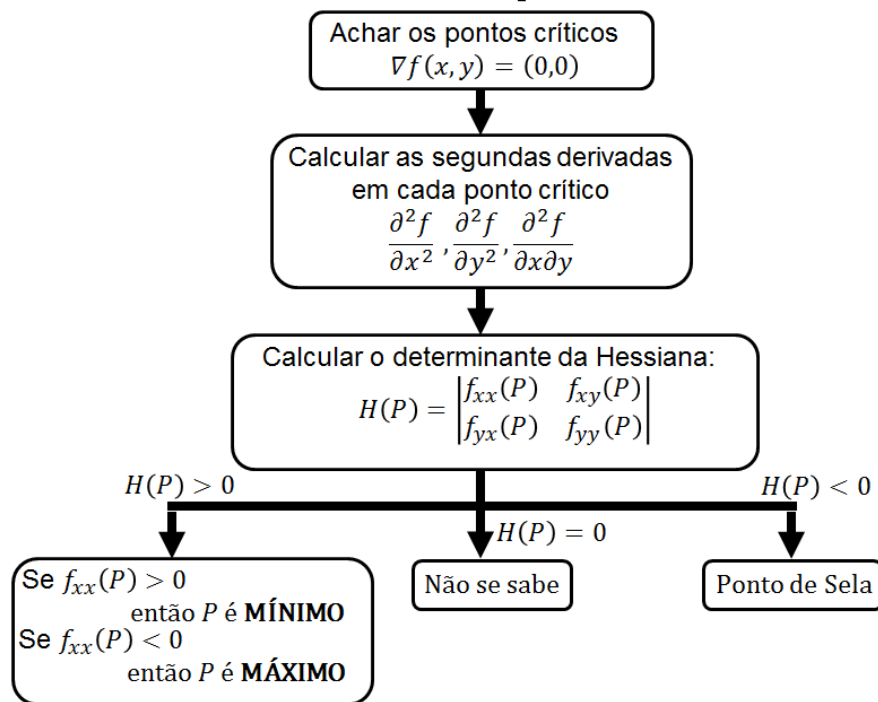 Achar os pontos críticos
∇f(x, y) = (0,0)
Calcular as segundas derivadas
em cada ponto crítico
∂²f/∂x², ∂²f/∂y², ∂²f/∂x∂y
Calcular o determinante da Hessiana:
H(P) = |f_xx(P) f_xy(P)|
|f_yx(P) f_yy(P)|
H(P) > 0
H(P) = 0
H(P) < 0
Se f_xx(P) > 0
então P é MÍNIMO
Se f_xx(P) < 0
então P é MÁXIMO
Não se sabe
Ponto de Sela